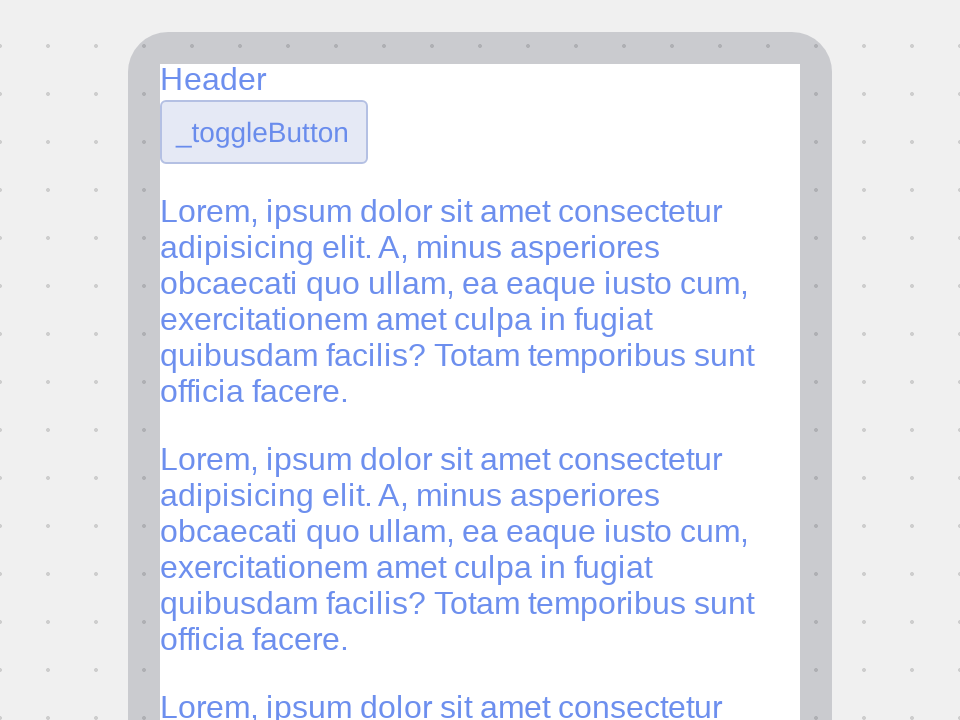 Header
_toggleButton
Lorem, ipsum dolor sit amet consectetur
adipisicing elit. A, minus asperiores
obcaecati quo ullam, ea eaque iusto cum,
exercitationem amet culpa in fugiat
quibusdam facilis? Totam temporibus sunt
officia facere.
Lorem, ipsum dolor sit amet consectetur
adipisicing elit. A, minus asperiores
obcaecati quo ullam, ea eaque iusto cum,
exercitationem amet culpa in fugiat
quibusdam facilis? Totam temporibus sunt
officia facere.
Lorem, ipsum dolor sit amet consectetur